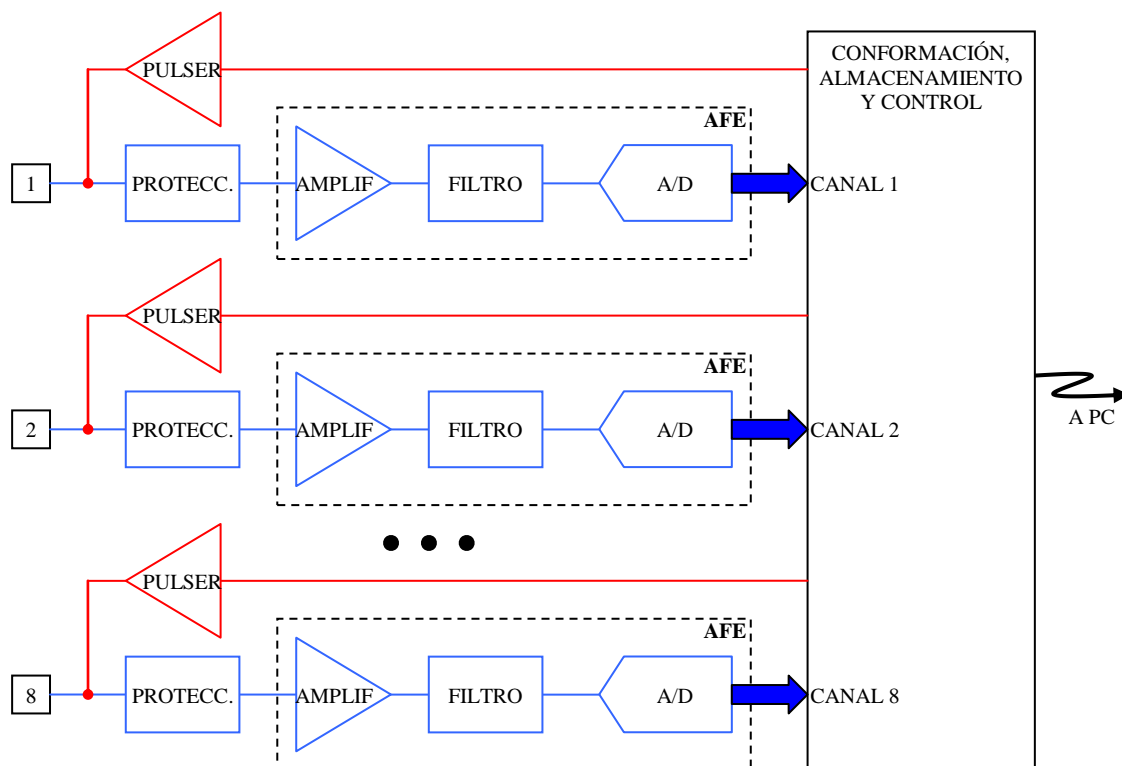 CONFORMACIÓN,
ALMACENAMIENTO
Y CONTROL
PULSER
AFE
1
PROTECC.
AMPLIF
FILTRO
A/D
CANAL 1
PULSER
AFE
2
PROTECC.
AMPLIF
FILTRO
A/D
CANAL 2
A PC
PULSER
AFE
8
PROTECC.
AMPLIF
FILTRO
A/D
CANAL 8